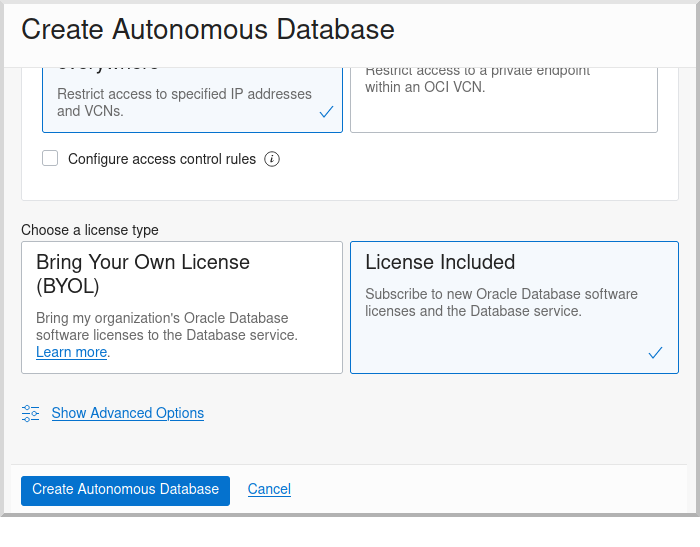 Create Autonomous Database
everywhere
Restrict access to specified IP addresses
and VCNs.
Restrict access to a private endpoint
within an OCI VCN.
Configure access control rules
Choose a license type
Bring Your Own License
(BYOL)
Bring my organization's Oracle Database
software licenses to the Database service.
Learn more.
License Included
Subscribe to new Oracle Database software
licenses and the Database service.
Show Advanced Options
Create Autonomous Database
Cancel